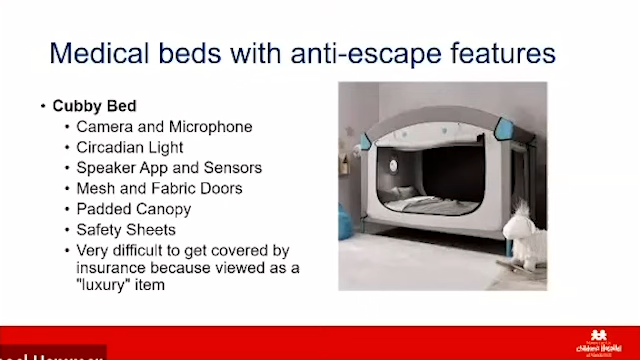 Medical beds with anti-escape features
• Cubby Bed
• Camera and Microphone
• Circadian Light
• Speaker App and Sensors
• Mesh and Fabric Doors
• Padded Canopy
• Safety Sheets
• Very difficult to get covered by
insurance because viewed as a
"luxury" item